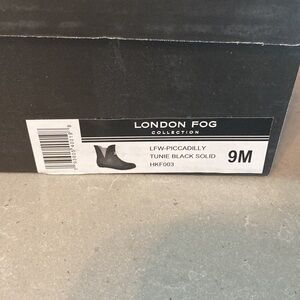 LONDON FOG
COLLECTION
LFW-PICCADILLY
TUNIE BLACK SOLID
HKF003
9M